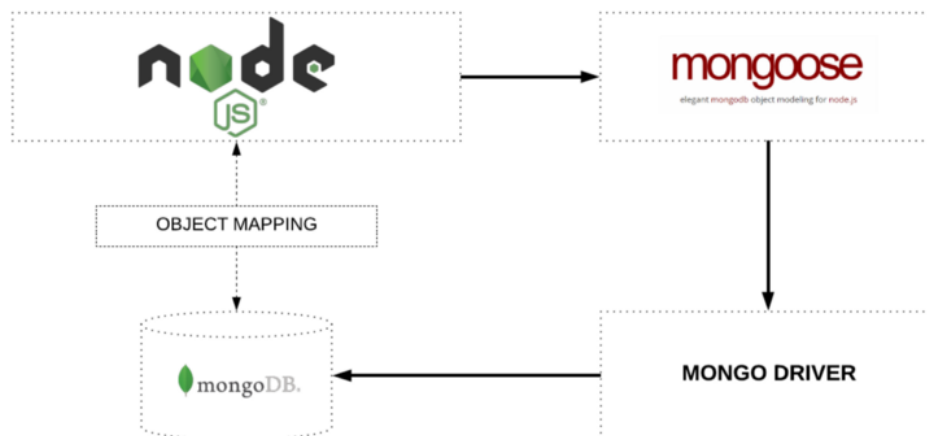 node
JS®
mongoose
elegant mongodb object modeling for node.js
OBJECT MAPPING
mongoDB.
MONGO DRIVER